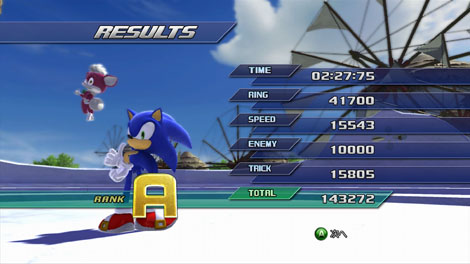 RESULTS
TIME 02:27:75
RING 41700
SPEED 15543
ENEMY 10000
TRICK 15805
TOTAL 143272
RANK A
A 次へ